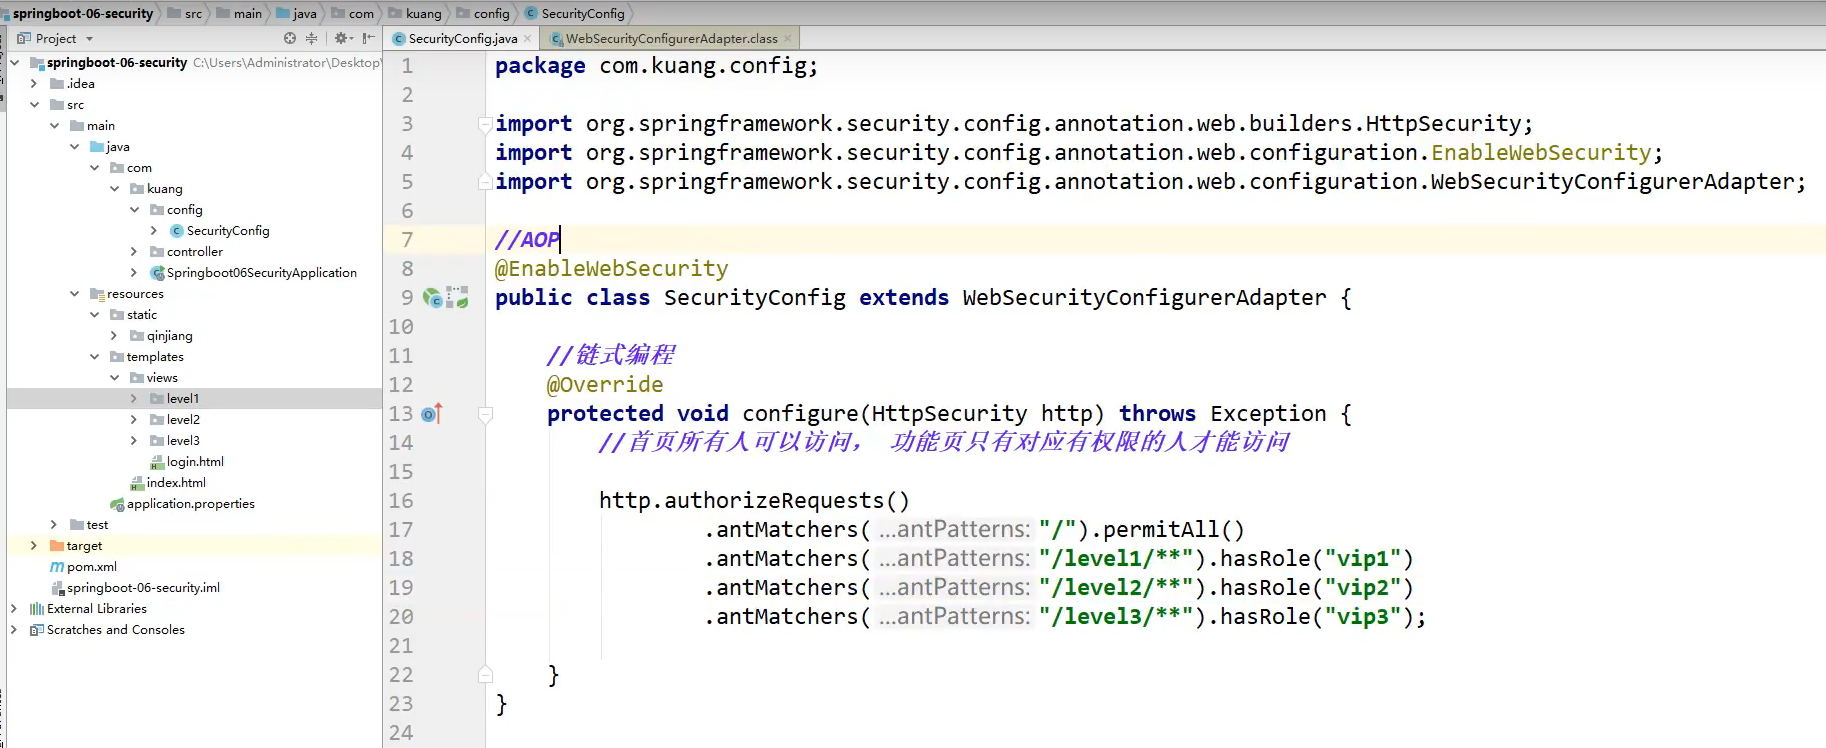 springboot-06-security src main java com kuang config SecurityConfig
Project
SecurityConfig.java
WebSecurityConfigurerAdapter.class
springboot-06-security C:\Users\Administrator\Desktop\
.idea
src
main
java
com
kuang
config
SecurityConfig
controller
Springboot06SecurityApplication
resources
static
qinjiang
templates
views
level1
level2
level3
login.html
index.html
application.properties
test
target
pom.xml
springboot-06-security.iml
External Libraries
Scratches and Consoles
1 package com.kuang.config;
2
3 import org.springframework.security.config.annotation.web.builders.HttpSecurity;
4 import org.springframework.security.config.annotation.web.configuration.EnableWebSecurity;
5 import org.springframework.security.config.annotation.web.configuration.WebSecurityConfigurerAdapter;
6
7 //AOP
8 @EnableWebSecurity
9 public class SecurityConfig extends WebSecurityConfigurerAdapter {
10
11 //链式编程
12 @Override
13 protected void configure(HttpSecurity http) throws Exception {
14 //首页所有人可以访问， 功能页只有对应有权限的人才能访问
15
16 http.authorizeRequests()
17 .antMatchers( ...antPatterns: "/").permitAll()
18 .antMatchers( ...antPatterns: "/level1/**").hasRole("vip1")
19 .antMatchers( ...antPatterns: "/level2/**").hasRole("vip2")
20 .antMatchers( ...antPatterns: "/level3/**").hasRole("vip3");
21
22 }
23 }
24